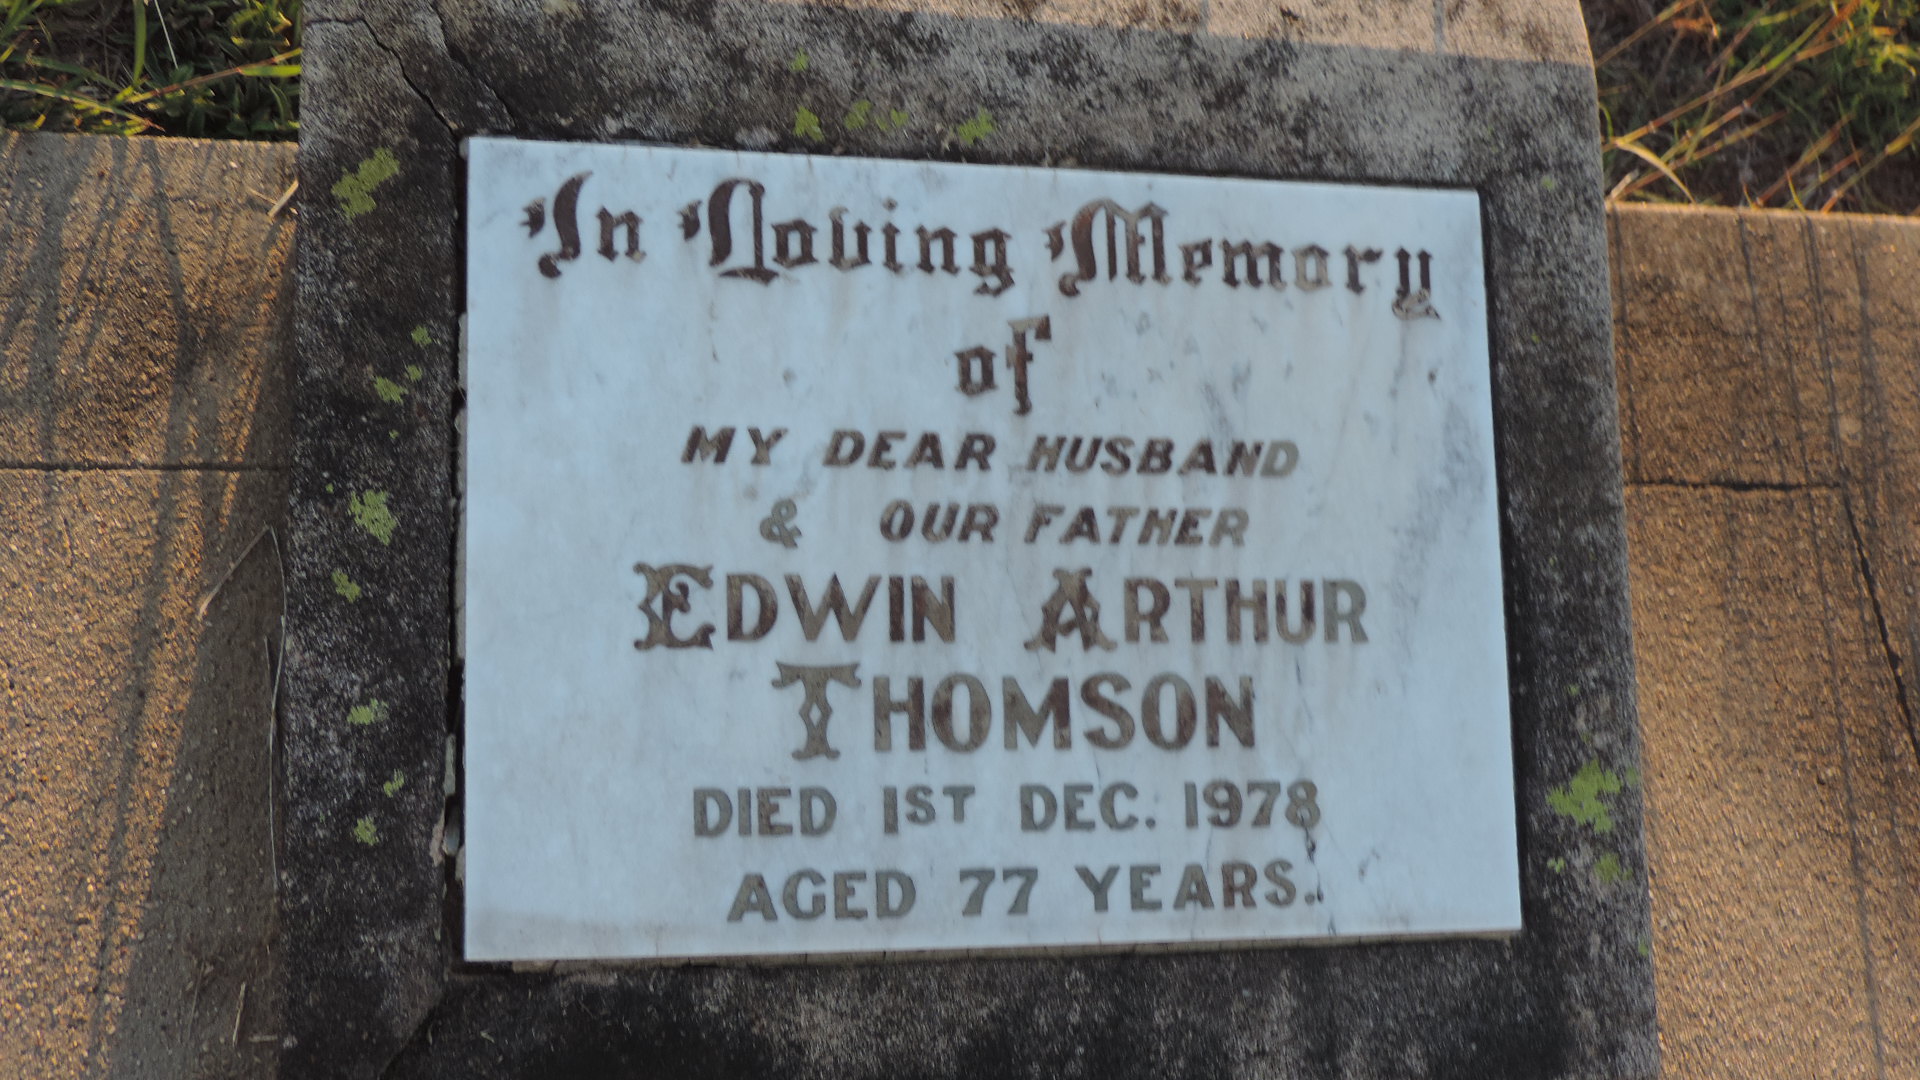 In Loving Memory
of
MY DEAR HUSBAND
& OUR FATHER
EDWIN ARTHUR
THOMSON
DIED 1ST DEC. 1978
AGED 77 YEARS.